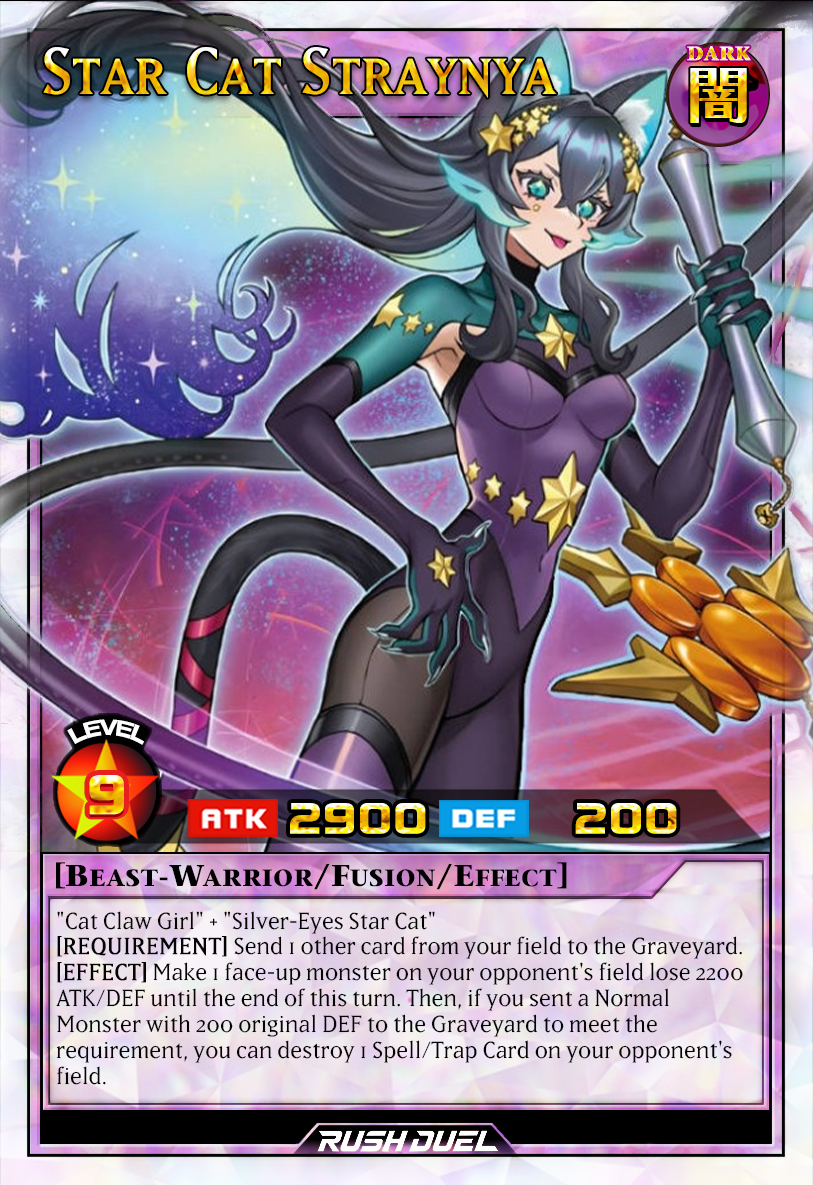 STAR CAT STRAYNYA
DARK
闇
LEVEL
9
ATK 2900 DEF 200
[BEAST-WARRIOR/FUSION/EFFECT]
"Cat Claw Girl" + "Silver-Eyes Star Cat"
[REQUIREMENT] Send 1 other card from your field to the Graveyard.
[EFFECT] Make 1 face-up monster on your opponent's field lose 2200
ATK/DEF until the end of this turn. Then, if you sent a Normal
Monster with 200 original DEF to the Graveyard to meet the
requirement, you can destroy 1 Spell/Trap Card on your opponent's
field.
RUSH DUEL